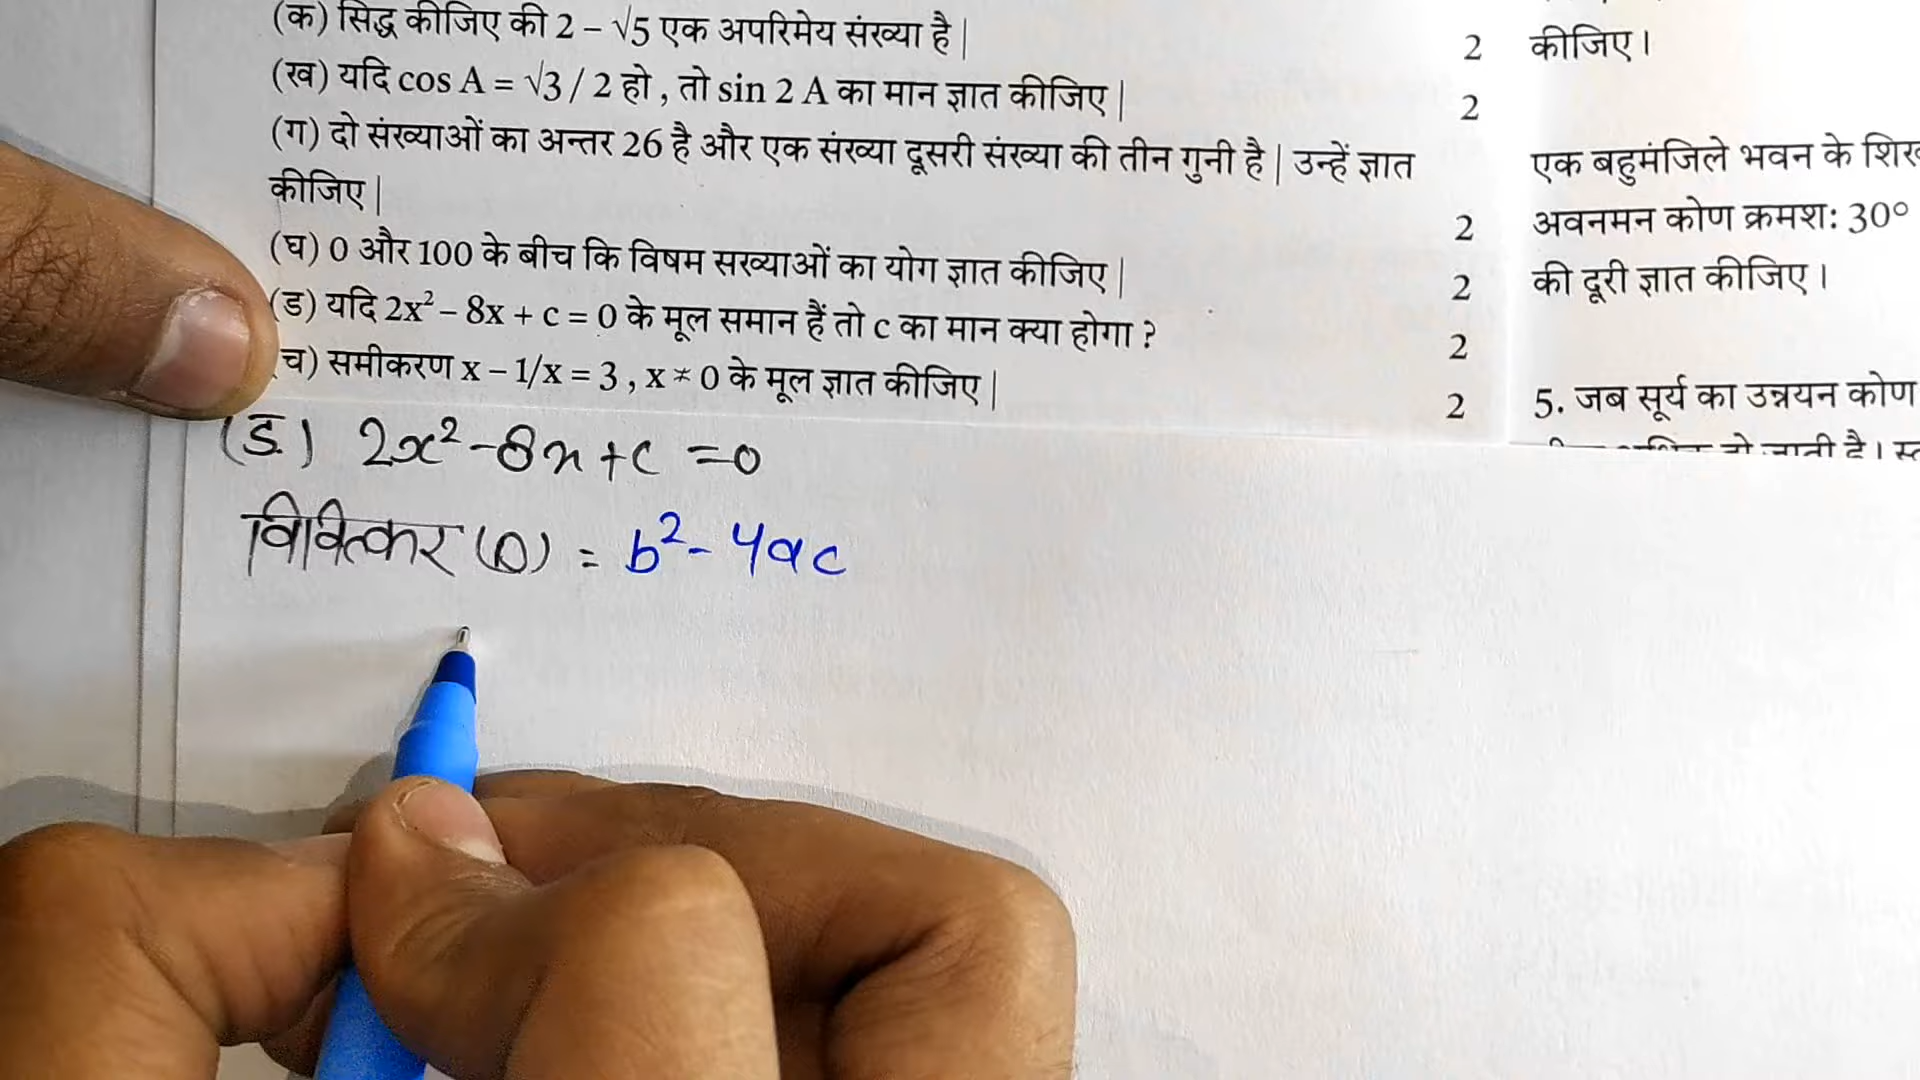 (क) सिद्ध कीजिए की 2 – √5 एक अपरिमेय संख्या है |
2
(ख) यदि cos A = √3 / 2 हो , तो sin 2 A का मान ज्ञात कीजिए |
2
(ग) दो संख्याओं का अन्तर 26 है और एक संख्या दूसरी संख्या की तीन गुनी है | उन्हें ज्ञात
कीजिए |
2
(घ) 0 और 100 के बीच कि विषम सख्याओं का योग ज्ञात कीजिए |
2
(ड) यदि 2x² – 8x + c = 0 के मूल समान हैं तो c का मान क्या होगा ?
2
च) समीकरण x – 1/x = 3 , x ≠ 0 के मूल ज्ञात कीजिए |
2
(ड.) 2x² - 8x + c = 0
विविक्तिकर (D) = b² - 4ac
कीजिए ।
एक बहुमंजिले भवन के
अवनमन कोण क्रमश: 30°
की दूरी ज्ञात कीजिए ।
5. जब सूर्य का उन्नयन कोण